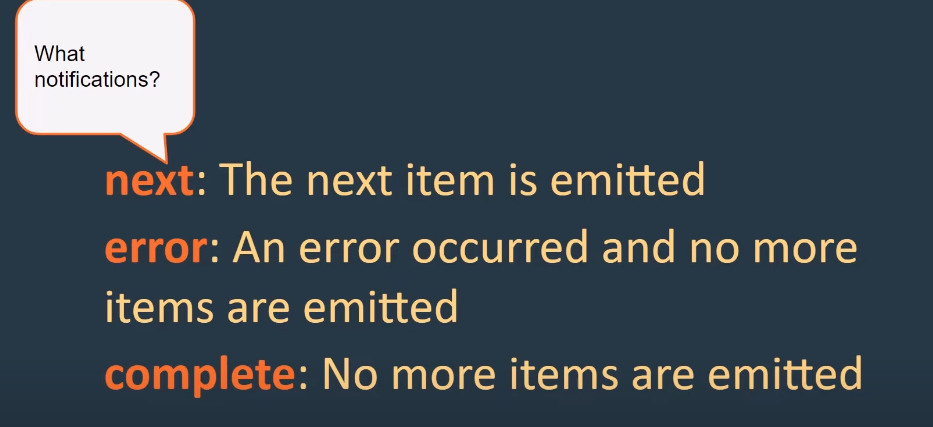 What
notifications?
next: The next item is emitted
error: An error occurred and no more
items are emitted
complete: No more items are emitted